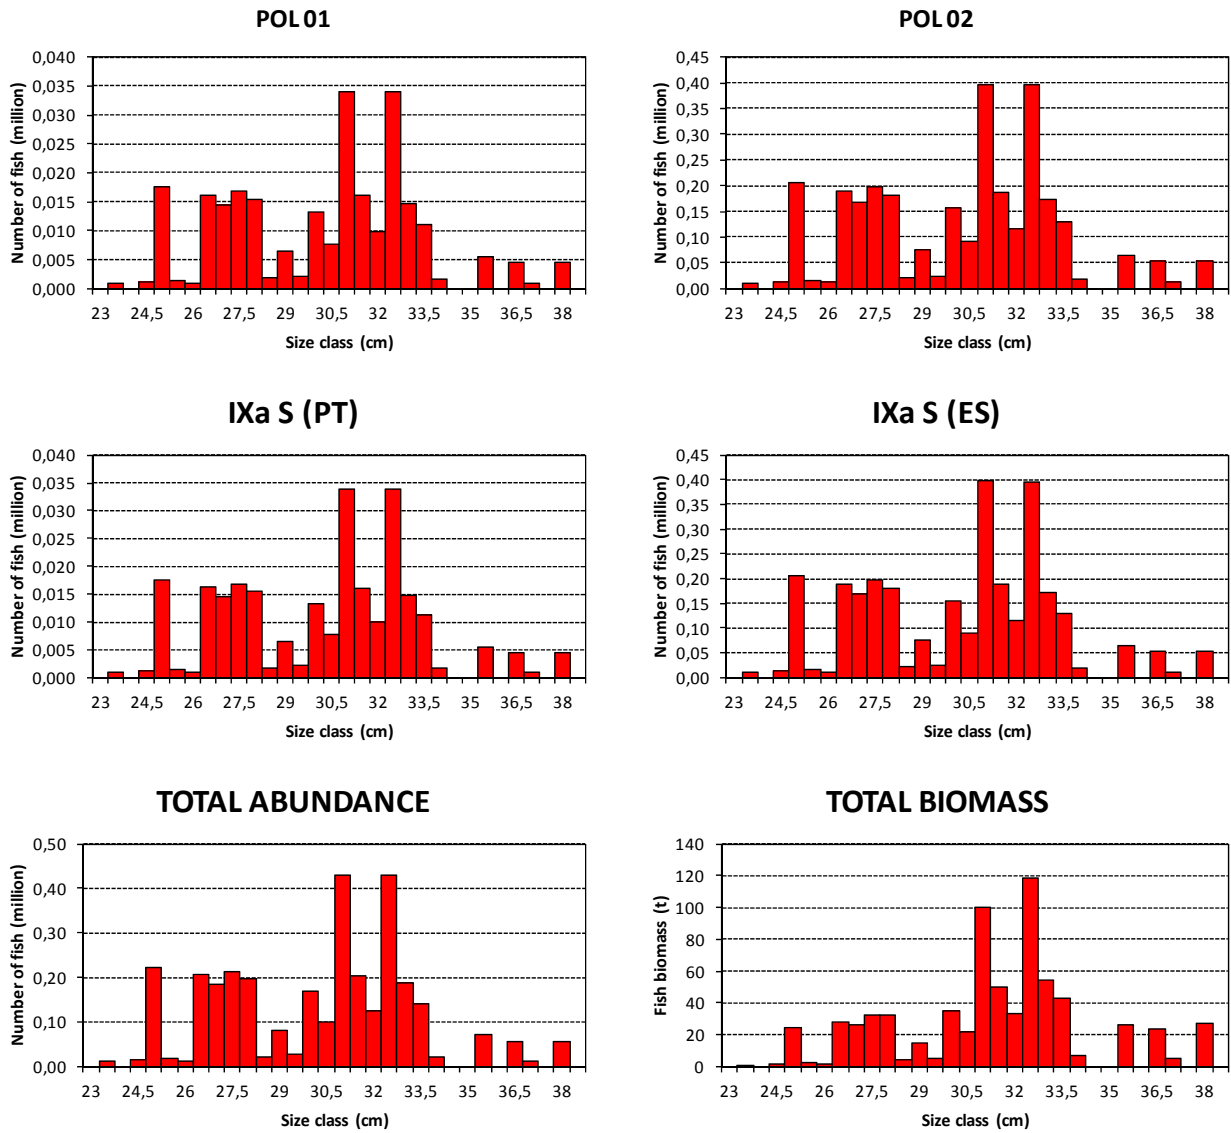 POL 01
Number of fish (million)
0,040
0,035
0,030
0,025
0,020
0,015
0,010
0,005
0,000
23 24,5 26 27,5 29 30,5 32 33,5 35 36,5 38
Size class (cm)
POL 02
Number of fish (million)
0,45
0,40
0,35
0,30
0,25
0,20
0,15
0,10
0,05
0,00
23 24,5 26 27,5 29 30,5 32 33,5 35 36,5 38
Size class (cm)
IXa S (PT)
Number of fish (million)
0,040
0,035
0,030
0,025
0,020
0,015
0,010
0,005
0,000
23 24,5 26 27,5 29 30,5 32 33,5 35 36,5 38
Size class (cm)
IXa S (ES)
Number of fish (million)
0,45
0,40
0,35
0,30
0,25
0,20
0,15
0,10
0,05
0,00
23 24,5 26 27,5 29 30,5 32 33,5 35 36,5 38
Size class (cm)
TOTAL ABUNDANCE
Number of fish (million)
0,50
0,40
0,30
0,20
0,10
0,00
23 24,5 26 27,5 29 30,5 32 33,5 35 36,5 38
Size class (cm)
TOTAL BIOMASS
Fish biomass (t)
140
120
100
80
60
40
20
0
23 24,5 26 27,5 29 30,5 32 33,5 35 36,5 38
Size class (cm)